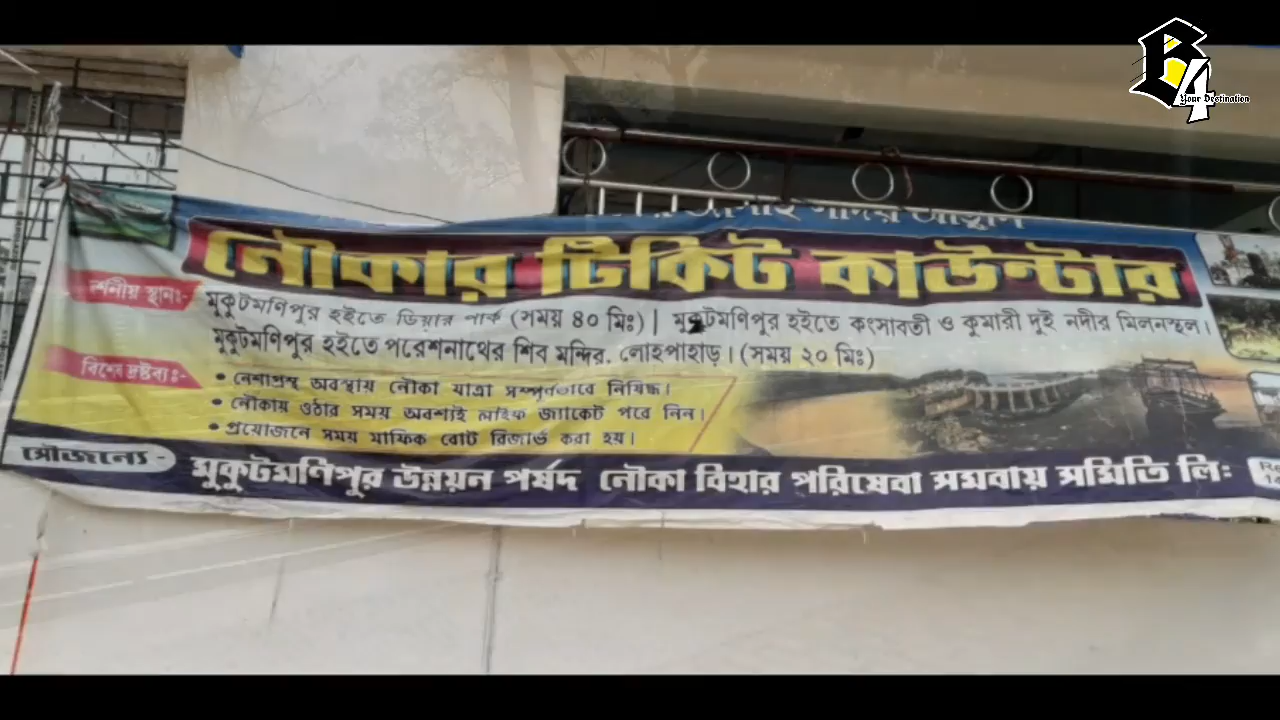 Your Destination
নৌকার টিকিট কাউন্টার
মুকুটমণিপুর হইতে ডিয়ার পার্ক (সময় ৪০ মিঃ) | মুকুটমণিপুর হইতে কংসাবতী ও কুমারী দুই নদীর মিলনস্থল।
মুকুটমণিপুর হইতে পরেশনাথের শিব মন্দির, লোহপাহাড়। (সময় ২০ মিঃ)
বিশেষ দ্রষ্টব্যঃ-
• নেশাগ্রস্থ অবস্থায় নৌকা যাত্রা সম্পূর্ণভাবে নিষিদ্ধ।
• নৌকায় ওঠার সময় অবশ্যই লাইফ জ্যাকেট পরে নিন।
• প্রয়োজনে সময় মাফিক বোট রিজার্ভ করা হয়।
সৌজন্যে -
মুকুটমণিপুর উন্নয়ন পর্ষদ নৌকা বিহার পরিষেবা সমবায় সমিতি লিঃ